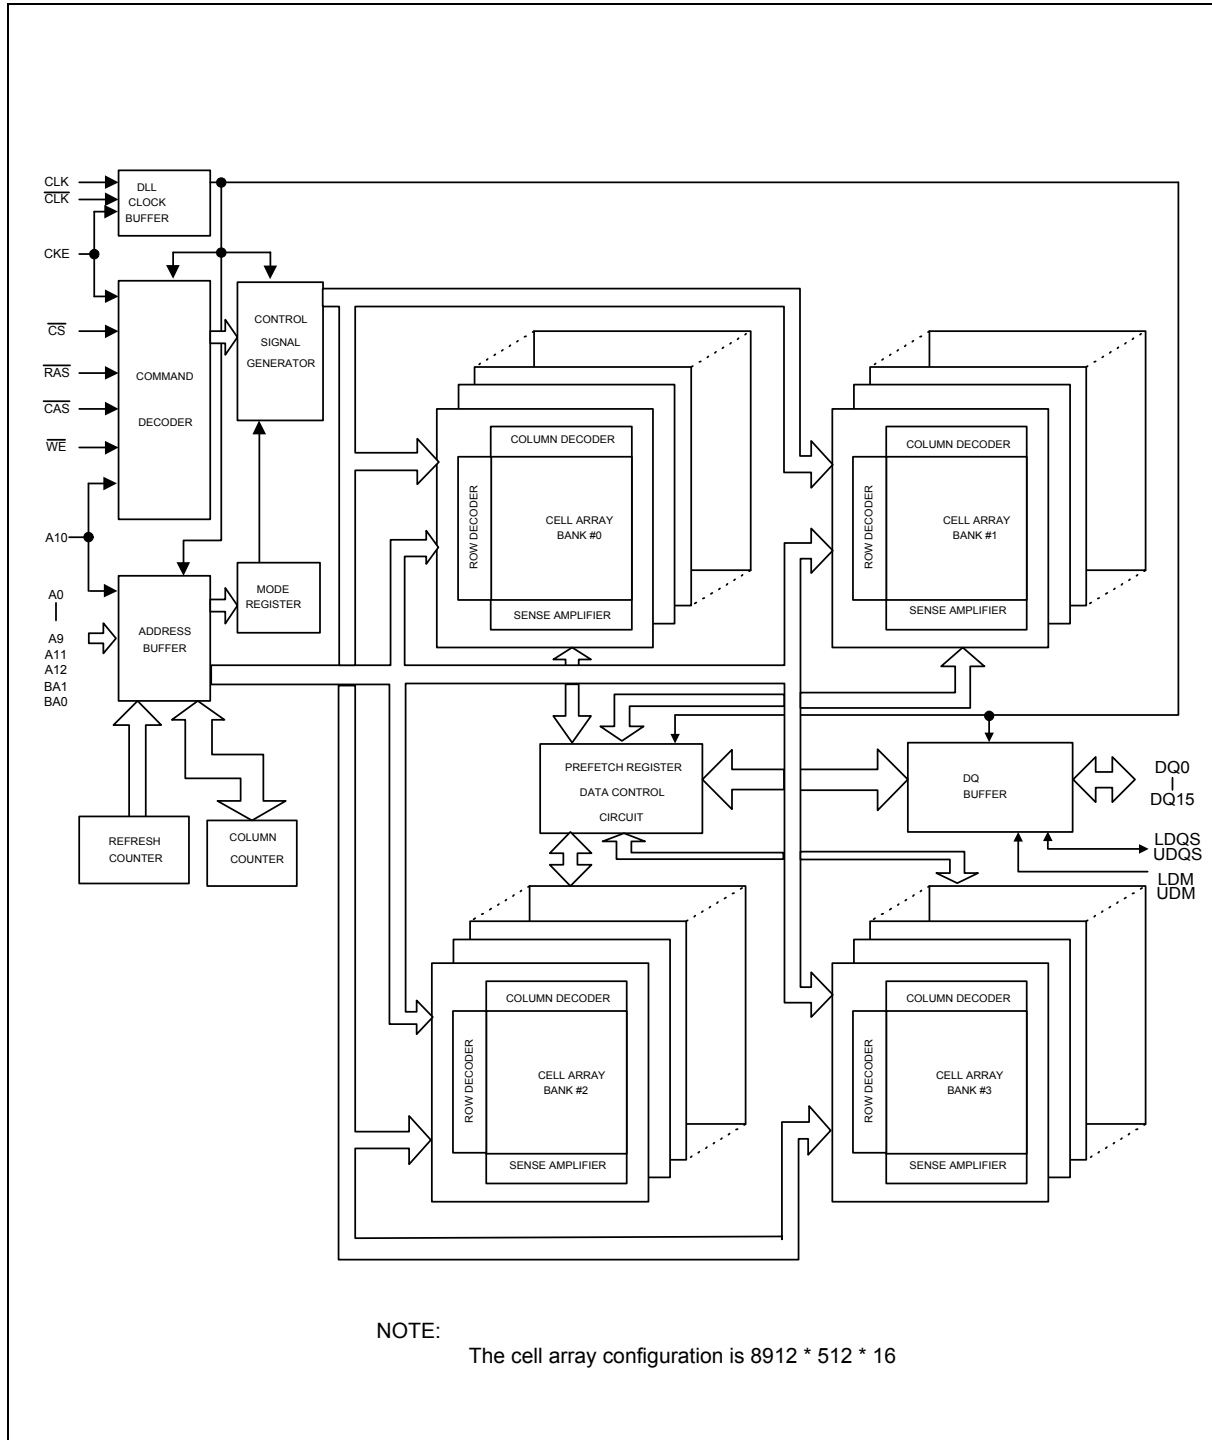 CLK
CLK
CKE
CS
RAS
CAS
WE
A10
A0
A9
A11
A12
BA1
BA0
DLL
CLOCK
BUFFER
COMMAND
DECODER
CONTROL
SIGNAL
GENERATOR
MODE
REGISTER
ADDRESS
BUFFER
REFRESH
COUNTER
COLUMN
COUNTER
COLUMN DECODER
ROW DECODER
CELL ARRAY
BANK #0
SENSE AMPLIFIER
COLUMN DECODER
ROW DECODER
CELL ARRAY
BANK #1
SENSE AMPLIFIER
PREFETCH REGISTER
DATA CONTROL
CIRCUIT
DQ
BUFFER
DQ0
DQ15
LDQS
UDQS
LDM
UDM
COLUMN DECODER
ROW DECODER
CELL ARRAY
BANK #2
SENSE AMPLIFIER
COLUMN DECODER
ROW DECODER
CELL ARRAY
BANK #3
SENSE AMPLIFIER
NOTE:
The cell array configuration is 8912 * 512 * 16